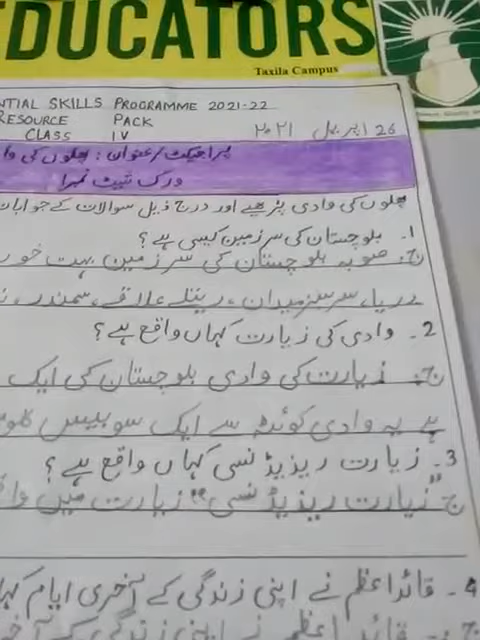 EDUCATORS
Taxila Campus
NTIAL SKILLS PROGRAMME 2021-22
RESOURCE PACK
CLASS IV
26 اپریل ۲۰۲۱
پراجیکٹ/عنوان: پھلوں کی وا
ورک شیٹ نمبر۱
پھلوں کی وادی پڑھیے اور درج ذیل سوالات کے جوابات
1۔ بلوچستان کی سرزمین کیسی ہے؟
ج: صوبہ بلوچستان کی سرزمین بہت خو
دریا، سرسبز میدان، ریتلے علاقے، سمندر،
2۔ وادی کی زیارت کہاں واقع ہے؟
ج: زیارت کی وادی بلوچستان کی ایک
ہے یہ وادی کوئٹہ سے ایک سو بیس کلو
3۔ زیارت ریزیڈنسی کہاں واقع ہے؟
ج "زیارت ریزیڈنسی" زیارت میں وا
4۔ قائداعظم نے اپنی زندگی کے آخری ایام کہا
ج۔ قائداعظم نے اپنی زندگی کے آخر